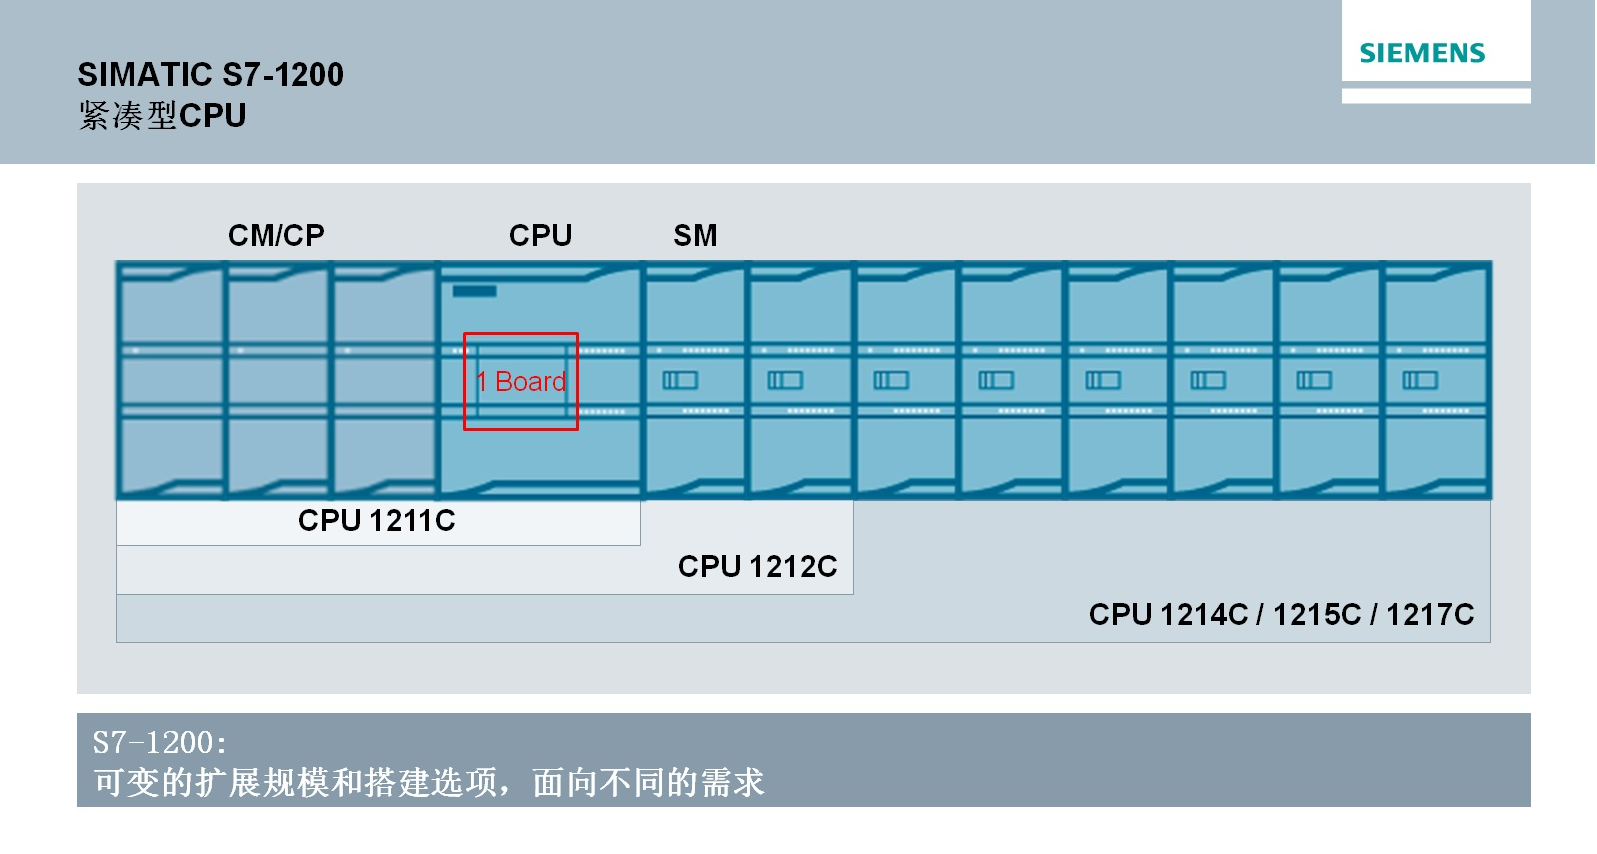 SIMATIC S7-1200
紧凑型CPU
SIEMENS
CM/CP
CPU
SM
1 Board
CPU 1211C
CPU 1212C
CPU 1214C / 1215C / 1217C
S7-1200:
可变的扩展规模和搭建选项，面向不同的需求